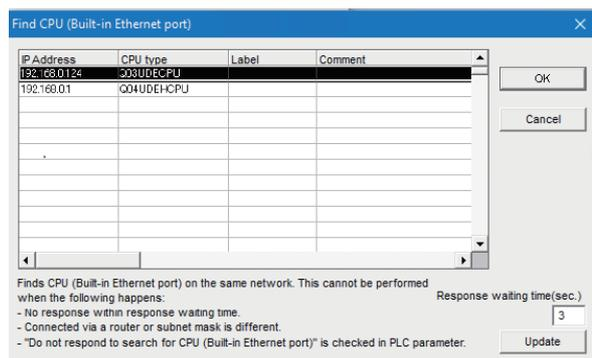 Find CPU (Built-in Ethernet port)
IP Address CPU type Label Comment
192.168.0.124 Q03UDECPU
192.168.0.1 Q04UDEHCPU
OK
Cancel
Finds CPU (Built-in Ethernet port) on the same network. This cannot be performed
when the following happens:
- No response within response waiting time.
- Connected via a router or subnet mask is different.
- "Do not respond to search for CPU (Built-in Ethernet port)" is checked in PLC parameter.
Response waiting time(sec.)
3
Update